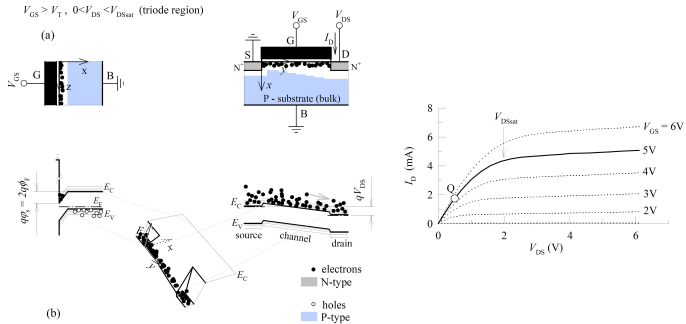 V_GS > V_T , 0<V_DS <V_DSsat (triode region)
(a)
V_GS V_DS
G I_D
S D
N+ y N+
x
P - substrate (bulk)
B
V_GS G x B
z
V_DSsat
V_GS = 6V
5V
4V
3V
2V
Q
I_D (mA)
8
6
4
2
0
0 2 4 6
V_DS (V)
qφ_s = 2qϕ_F
E_C
E_F
E_V
x
y
E_C
E_C
E_V
qV_DS
source channel drain
electrons
N-type
holes
P-type
(b)